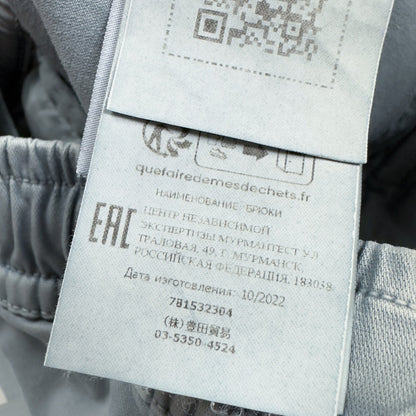 quefairedemesdechets.fr
НАИМЕНОВАНИЕ БРЮКИ
EAC
ЦЕНТР НЕЗАВИСИМОЙ
ЭКСПЕРТИЗЫ МУРМАНТЕСТ УЛ
ТРАЛОВАЯ, 49, Г. МУРМАНСК,
РОССИЙСКАЯ ФЕДЕРАЦИЯ, 183038
Дата изготовления: 10/2022
781532304
(株)豊田貿易
03-5350-4524